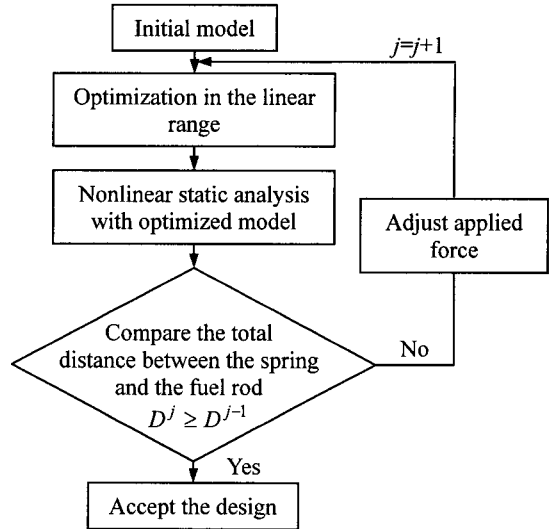 Initial model
j=j+1
Optimization in the linear
range
Nonlinear static analysis
with optimized model
Adjust applied
force
Compare the total
distance between the spring
and the fuel rod
D^j ≥ D^{j−1}
No
Yes
Accept the design